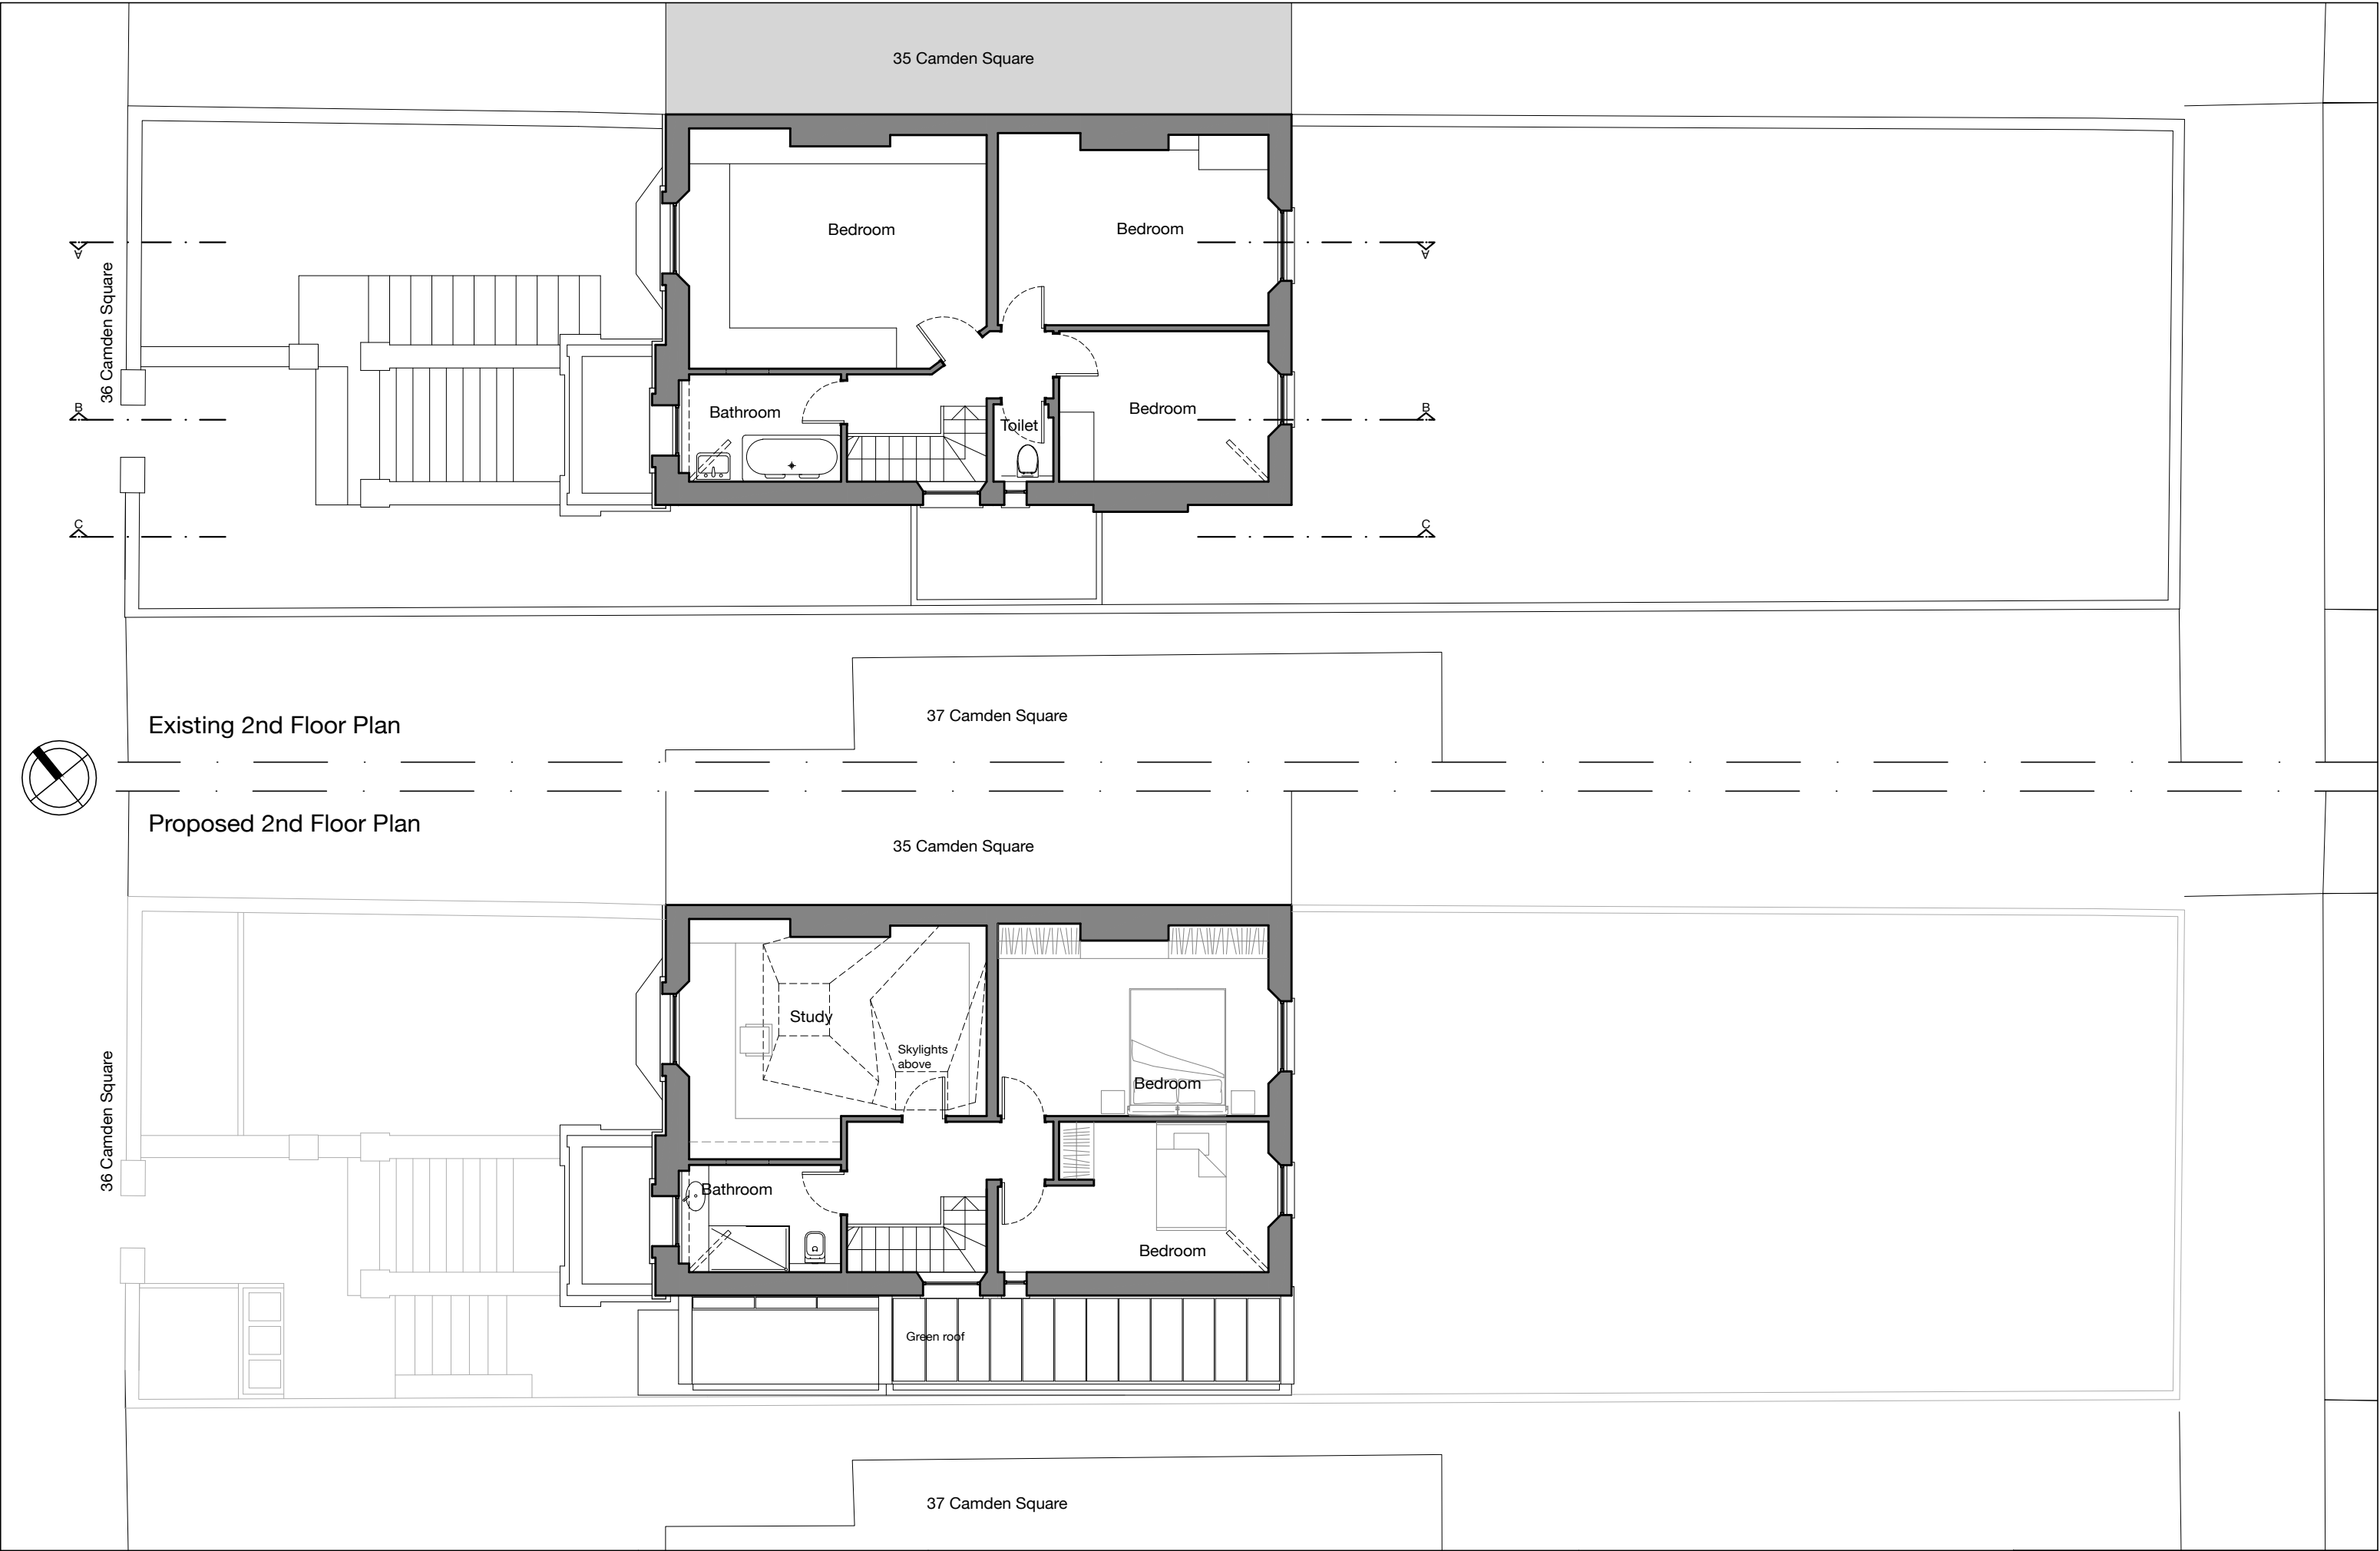 35 Camden Square
Bedroom
Bedroom
A
A
36 Camden Square
B
Bathroom
Toilet
Bedroom
B
C
C
Existing 2nd Floor Plan
37 Camden Square
Proposed 2nd Floor Plan
35 Camden Square
Study
Skylights
above
Bedroom
36 Camden Square
Bathroom
Bedroom
Green roof
37 Camden Square